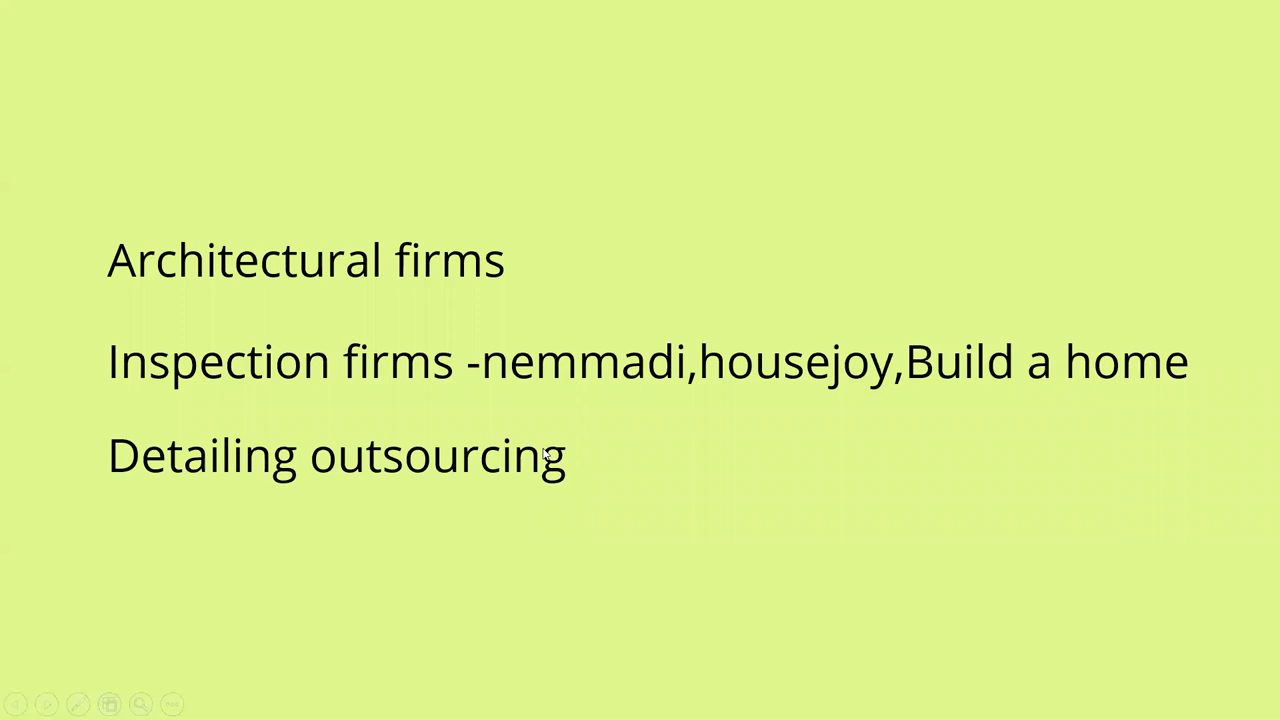 Architectural firms
Inspection firms -nemmadi,housejoy,Build a home
Detailing outsourcing